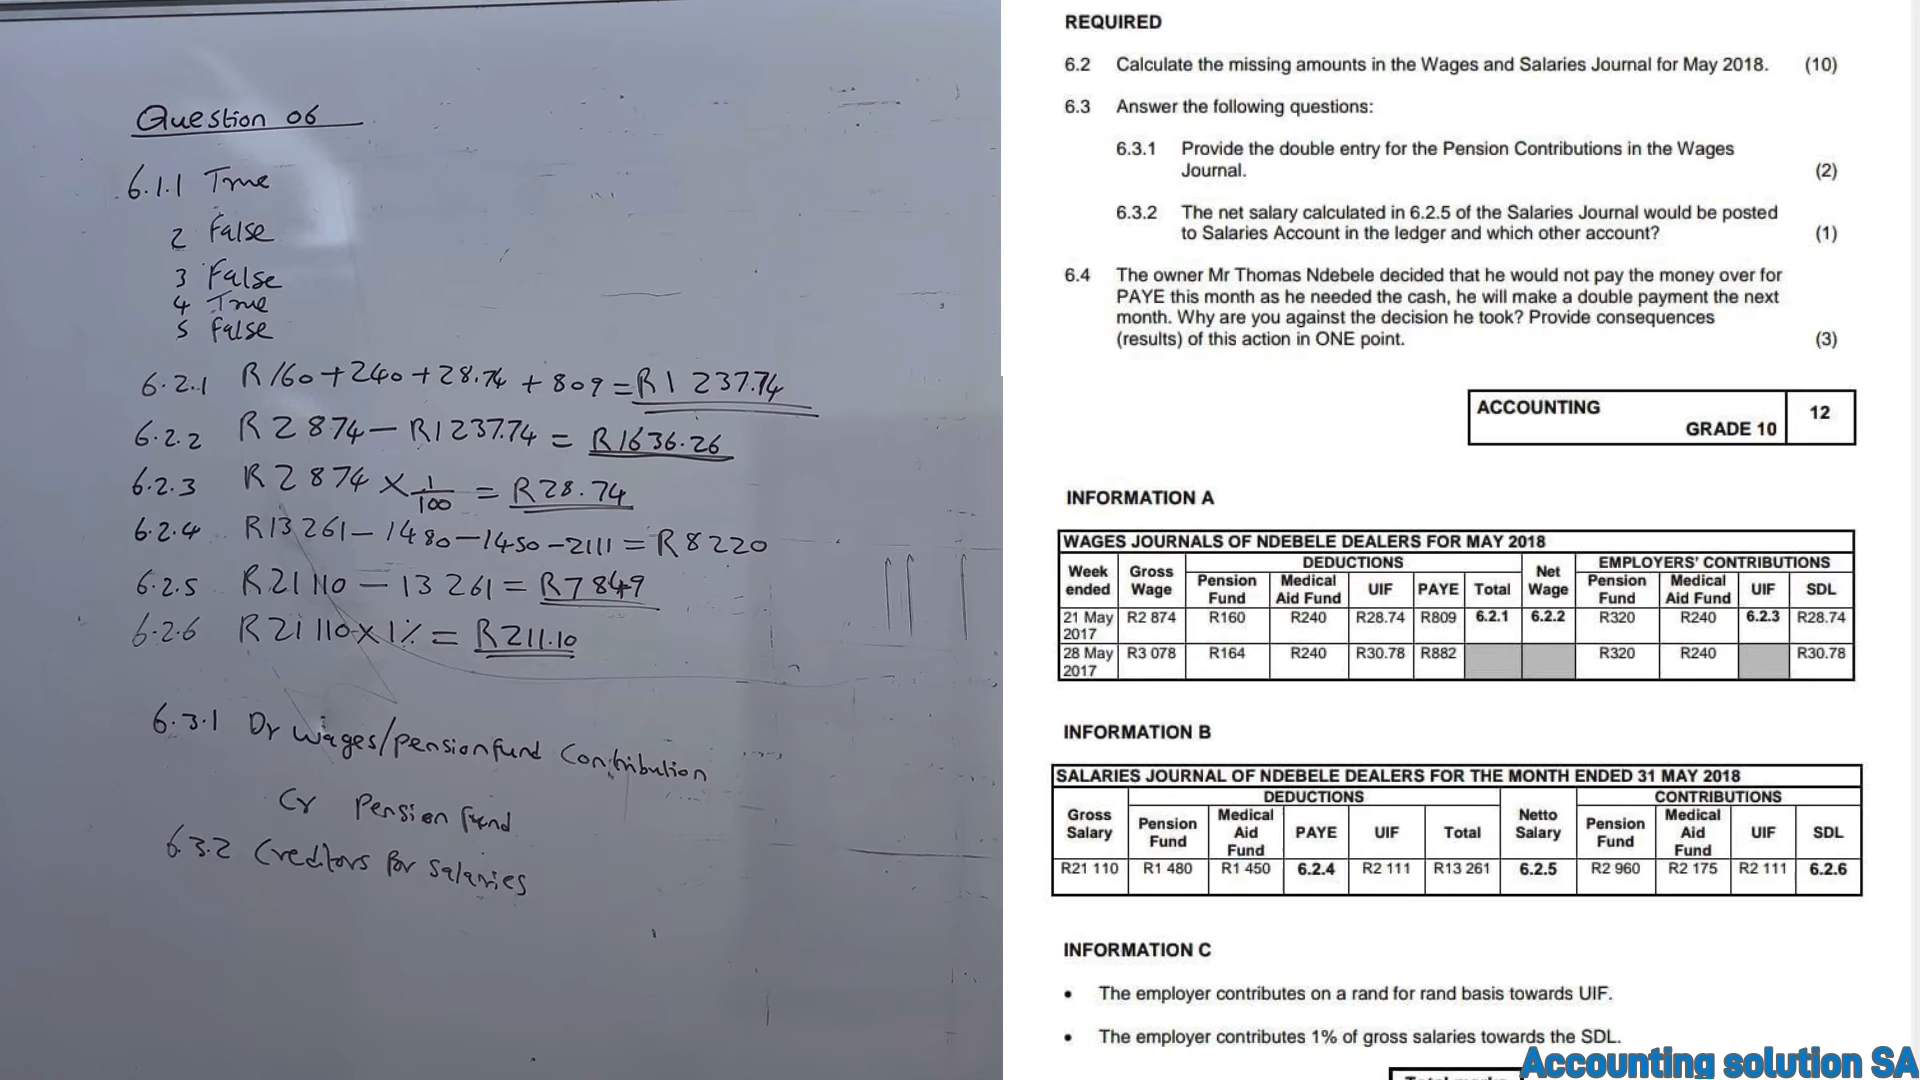 Question 06
6.1.1 True
2 False
3 False
4 True
5 False
6.2.1 R160+240+28.74+809=R1 237.74
6.2.2 R2 874 - R1 237.74 = R1636.26
6.2.3 R2 874 × 1/100 = R28.74
6.2.4 R13 261 - 1480 - 1450 - 2111 = R8220
6.2.5 R21 110 - 13 261 = R7849
6.2.6 R21 110 × 1% = R211.10
6.3.1 Dr wages/pension fund Contribution
Cr Pension fund
6.3.2 Creditors for salaries
REQUIRED
6.2 Calculate the missing amounts in the Wages and Salaries Journal for May 2018. (10)
6.3 Answer the following questions:
6.3.1 Provide the double entry for the Pension Contributions in the Wages
Journal. (2)
6.3.2 The net salary calculated in 6.2.5 of the Salaries Journal would be posted
to Salaries Account in the ledger and which other account? (1)
6.4 The owner Mr Thomas Ndebele decided that he would not pay the money over for
PAYE this month as he needed the cash, he will make a double payment the next
month. Why are you against the decision he took? Provide consequences
(results) of this action in ONE point. (3)
ACCOUNTING 12
GRADE 10
INFORMATION A
WAGES JOURNALS OF NDEBELE DEALERS FOR MAY 2018
Week ended Gross Wage DEDUCTIONS Net Wage EMPLOYERS' CONTRIBUTIONS
Pension Fund Medical Aid Fund UIF PAYE Total Pension Fund Medical Aid Fund UIF SDL
21 May 2017 R2 874 R160 R240 R28.74 R809 6.2.1 6.2.2 R320 R240 6.2.3 R28.74
28 May 2017 R3 078 R164 R240 R30.78 R882 R320 R240 R30.78
INFORMATION B
SALARIES JOURNAL OF NDEBELE DEALERS FOR THE MONTH ENDED 31 MAY 2018
Gross Salary DEDUCTIONS Netto Salary CONTRIBUTIONS
Pension Fund Medical Aid Fund PAYE UIF Total Pension Fund Medical Aid Fund UIF SDL
R21 110 R1 480 R1 450 6.2.4 R2 111 R13 261 6.2.5 R2 960 R2 175 R2 111 6.2.6
INFORMATION C
• The employer contributes on a rand for rand basis towards UIF.
• The employer contributes 1% of gross salaries towards the SDL.
Accounting solution SA